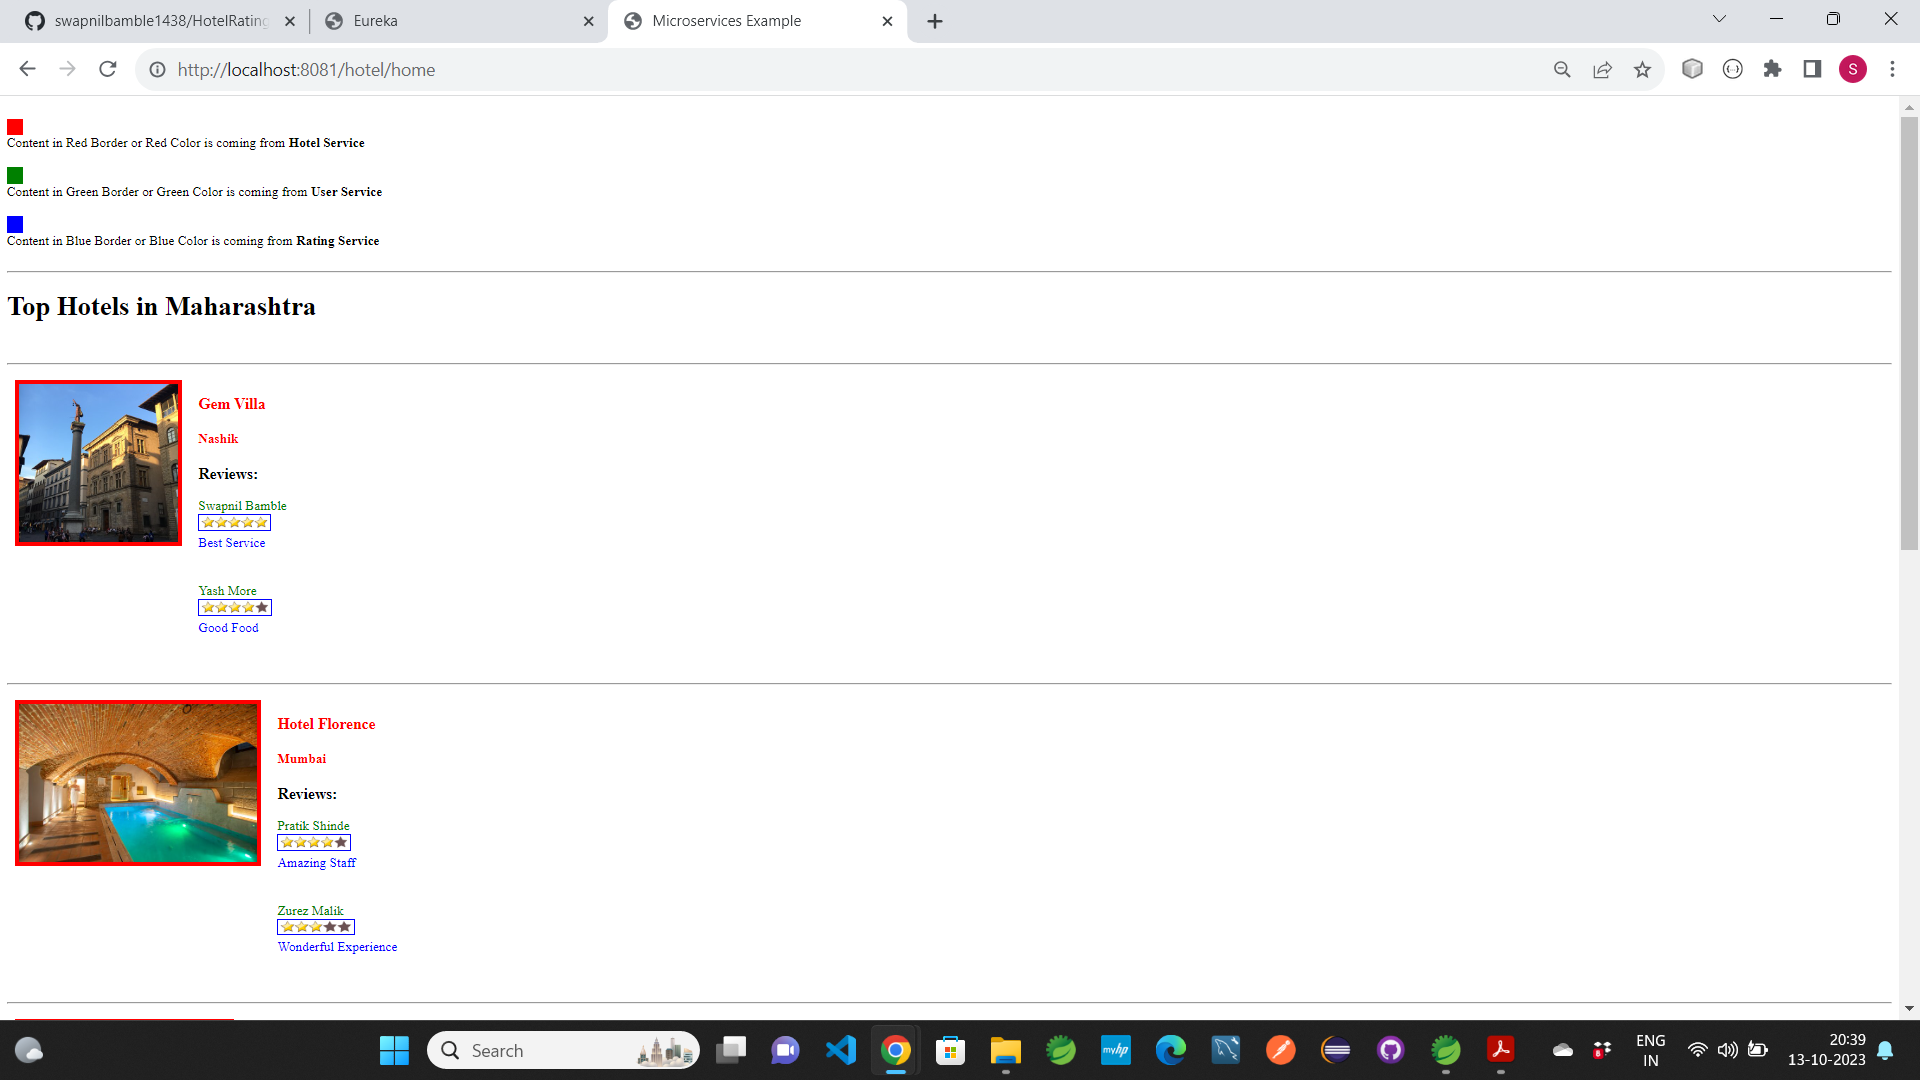 swapnilbamble1438/HotelRating
Eureka
Microservices Example
http://localhost:8081/hotel/home
S
Content in Red Border or Red Color is coming from Hotel Service
Content in Green Border or Green Color is coming from User Service
Content in Blue Border or Blue Color is coming from Rating Service
Top Hotels in Maharashtra
Gem Villa
Nashik
Reviews:
Swapnil Bamble
Best Service
Yash More
Good Food
Hotel Florence
Mumbai
Reviews:
Pratik Shinde
Amazing Staff
Zurez Malik
Wonderful Experience
Search
myhp
8
ENG
IN
20:39
13-10-2023